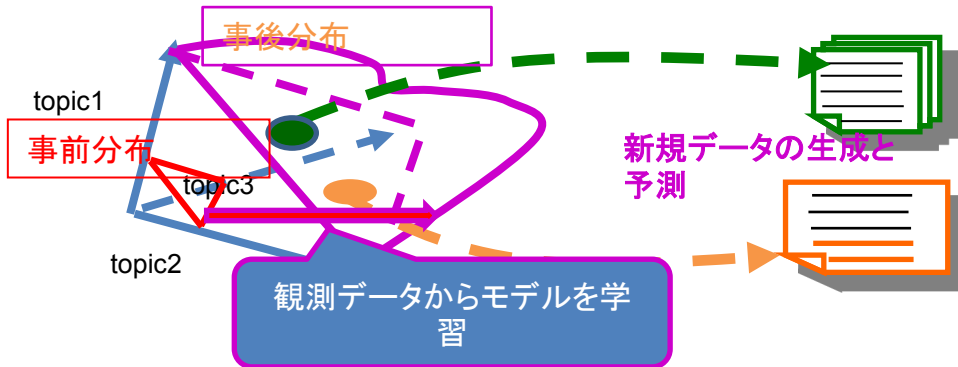 事後分布
topic1
事前分布
topic3
topic2
新規データの生成と
予測
観測データからモデルを学
習